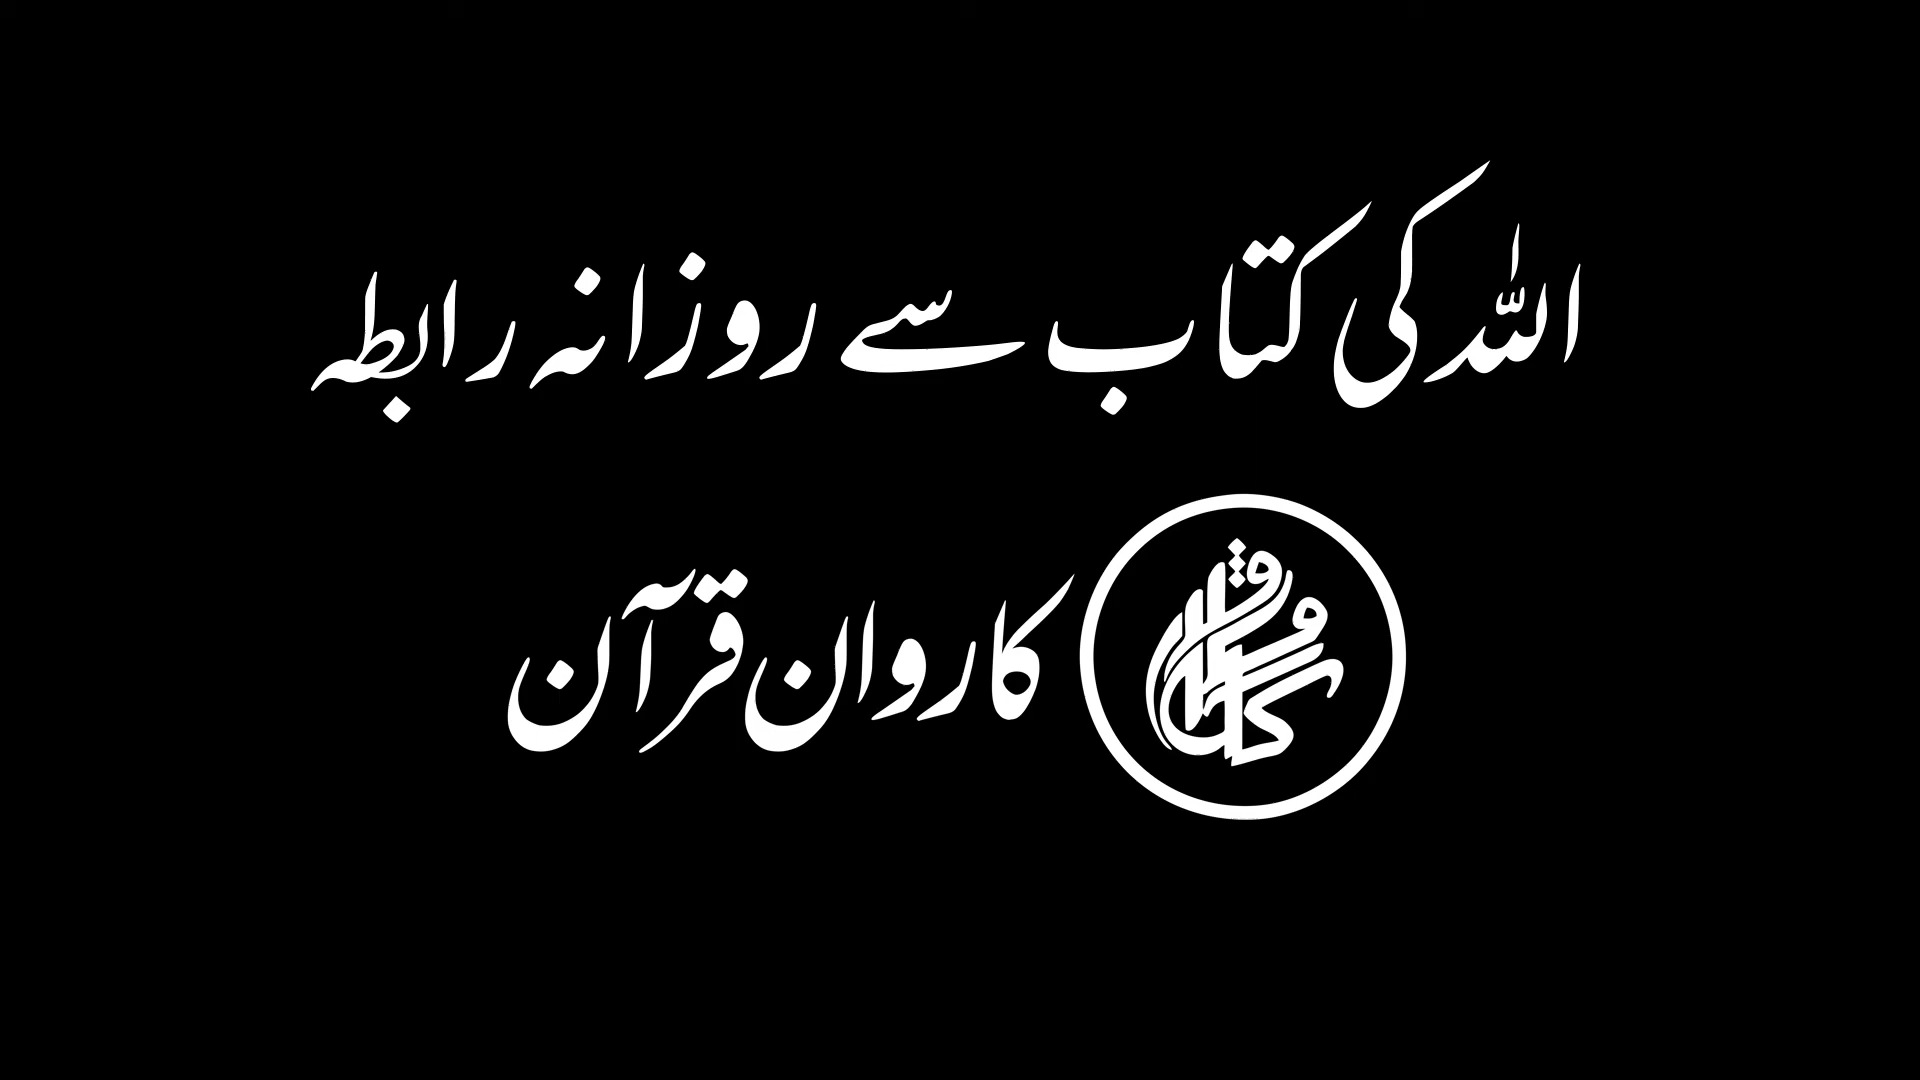 اللہ کی کتاب سے روزانہ رابطہ
کاروان قرآن